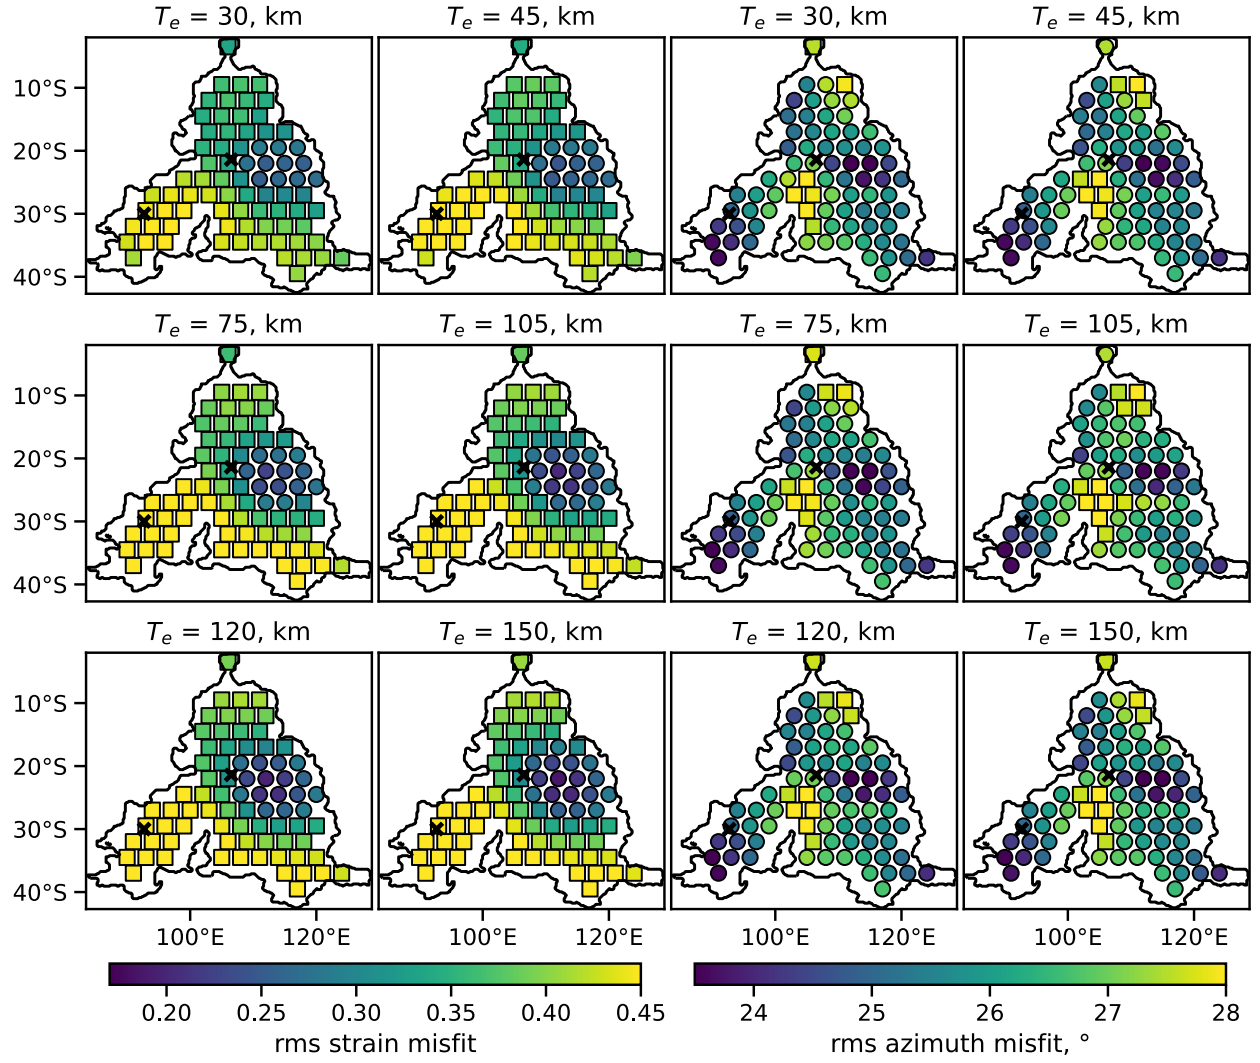 T_e = 30, km T_e = 45, km T_e = 30, km T_e = 45, km
10°S
20°S
30°S
40°S
T_e = 75, km T_e = 105, km T_e = 75, km T_e = 105, km
10°S
20°S
30°S
40°S
T_e = 120, km T_e = 150, km T_e = 120, km T_e = 150, km
10°S
20°S
30°S
40°S
100°E 120°E 100°E 120°E 100°E 120°E 100°E 120°E
0.20 0.25 0.30 0.35 0.40 0.45 24 25 26 27 28
rms strain misfit rms azimuth misfit, °